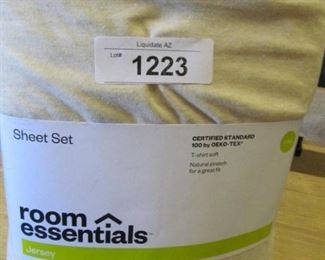 Liquidate AZ
Lot#
1223
Sheet Set
CERTIFIED STANDARD
100 by OEKO-TEX®
T-shirt soft
Natural stretch
for a great fit
room
essentials™
Jersey